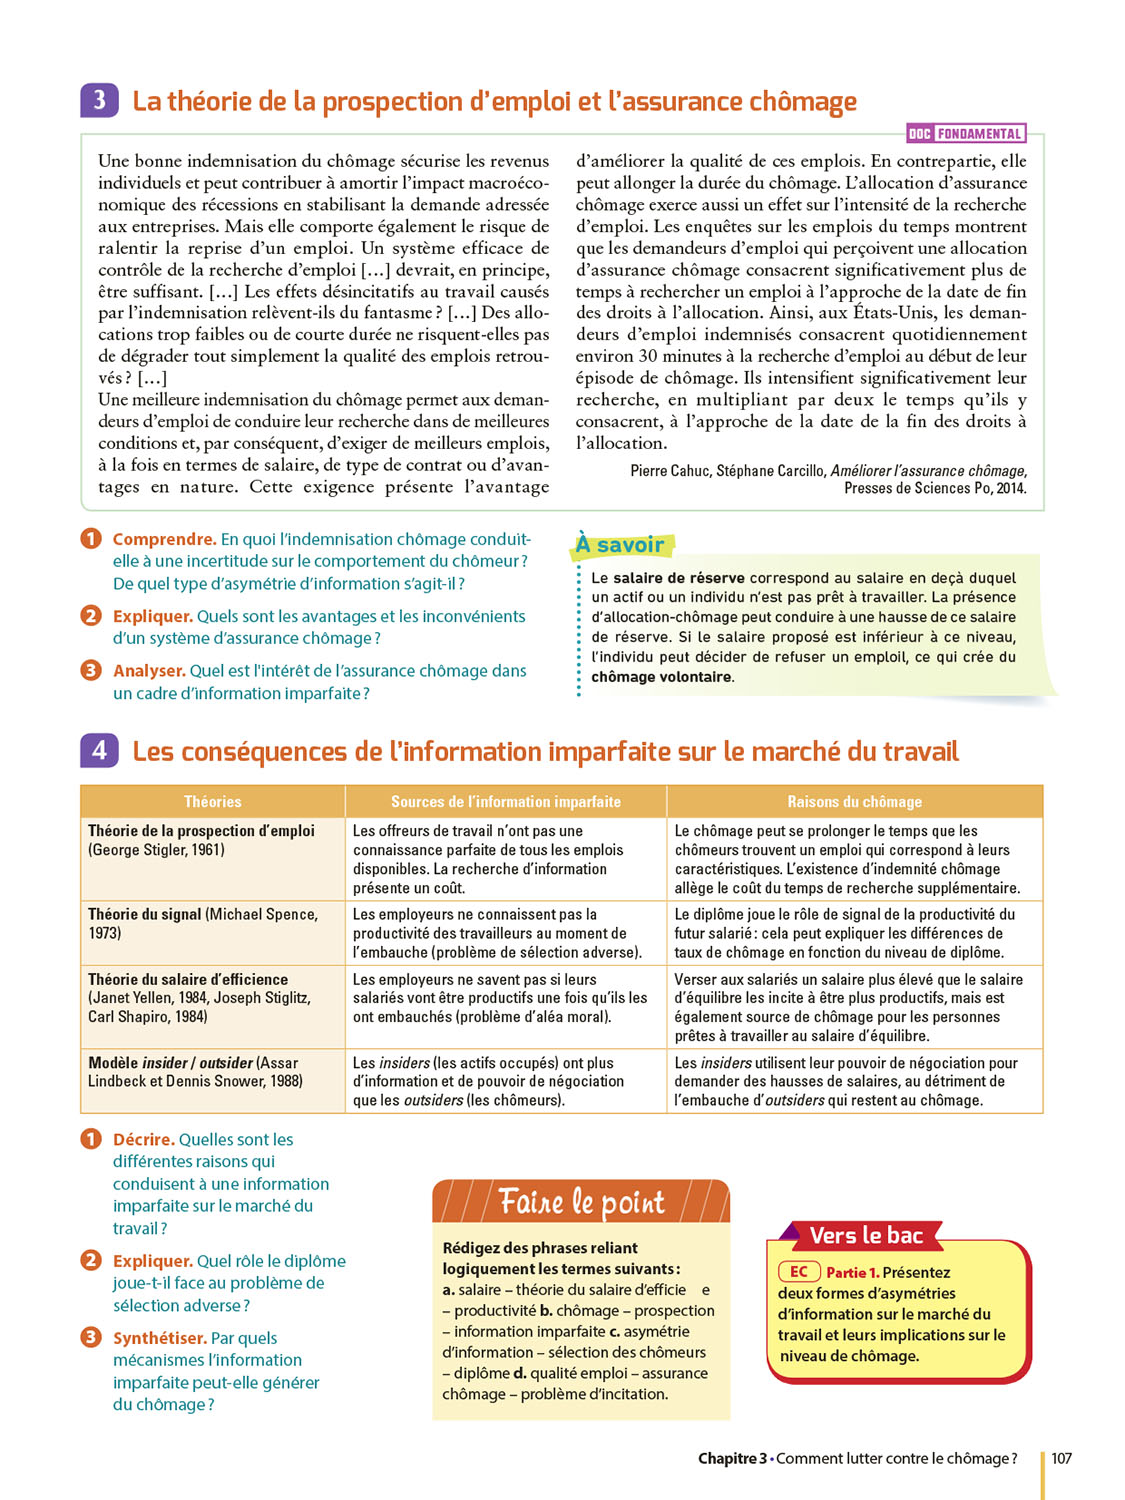 3 La théorie de la prospection d'emploi et l'assurance chômage
DOC FONDAMENTAL
Une bonne indemnisation du chômage sécurise les revenus
individuels et peut contribuer à amortir l'impact macroéco-
nomique des récessions en stabilisant la demande adressée
aux entreprises. Mais elle comporte également le risque de
ralentir la reprise d'un emploi. Un système efficace de
contrôle de la recherche d'emploi […] devrait, en principe,
être suffisant. […] Les effets désincitatifs au travail causés
par l'indemnisation relèvent-ils du fantasme ? […] Des allo-
cations trop faibles ou de courte durée ne risquent-elles pas
de dégrader tout simplement la qualité des emplois retrou-
vés ? […]
Une meilleure indemnisation du chômage permet aux deman-
deurs d'emploi de conduire leur recherche dans de meilleures
conditions et, par conséquent, d'exiger de meilleurs emplois,
à la fois en termes de salaire, de type de contrat ou d'avan-
tages en nature. Cette exigence présente l'avantage
d'améliorer la qualité de ces emplois. En contrepartie, elle
peut allonger la durée du chômage. L'allocation d'assurance
chômage exerce aussi un effet sur l'intensité de la recherche
d'emploi. Les enquêtes sur les emplois du temps montrent
que les demandeurs d'emploi qui perçoivent une allocation
d'assurance chômage consacrent significativement plus de
temps à rechercher un emploi à l'approche de la date de fin
des droits à l'allocation. Ainsi, aux États-Unis, les deman-
deurs d'emploi indemnisés consacrent quotidiennement
environ 30 minutes à la recherche d'emploi au début de leur
épisode de chômage. Ils intensifient significativement leur
recherche, en multipliant par deux le temps qu'ils y
consacrent, à l'approche de la date de la fin des droits à
l'allocation.
Pierre Cahuc, Stéphane Carcillo, Améliorer l'assurance chômage,
Presses de Sciences Po, 2014.
1 Comprendre. En quoi l'indemnisation chômage conduit-
elle à une incertitude sur le comportement du chômeur ?
De quel type d'asymétrie d'information s'agit-il ?
2 Expliquer. Quels sont les avantages et les inconvénients
d'un système d'assurance chômage ?
3 Analyser. Quel est l'intérêt de l'assurance chômage dans
un cadre d'information imparfaite ?
À savoir
Le salaire de réserve correspond au salaire en deçà duquel
un actif ou un individu n'est pas prêt à travailler. La présence
d'allocation-chômage peut conduire à une hausse de ce salaire
de réserve. Si le salaire proposé est inférieur à ce niveau,
l'individu peut décider de refuser un emploil, ce qui crée du
chômage volontaire.
4 Les conséquences de l'information imparfaite sur le marché du travail
Théories Sources de l'information imparfaite Raisons du chômage
Théorie de la prospection d'emploi
(George Stigler, 1961)
Les offreurs de travail n'ont pas une
connaissance parfaite de tous les emplois
disponibles. La recherche d'information
présente un coût.
Le chômage peut se prolonger le temps que les
chômeurs trouvent un emploi qui correspond à leurs
caractéristiques. L'existence d'indemnité chômage
allège le coût du temps de recherche supplémentaire.
Théorie du signal (Michael Spence,
1973)
Les employeurs ne connaissent pas la
productivité des travailleurs au moment de
l'embauche (problème de sélection adverse).
Le diplôme joue le rôle de signal de la productivité du
futur salarié : cela peut expliquer les différences de
taux de chômage en fonction du niveau de diplôme.
Théorie du salaire d'efficience
(Janet Yellen, 1984, Joseph Stiglitz,
Carl Shapiro, 1984)
Les employeurs ne savent pas si leurs
salariés vont être productifs une fois qu'ils les
ont embauchés (problème d'aléa moral).
Verser aux salariés un salaire plus élevé que le salaire
d'équilibre les incite à être plus productifs, mais est
également source de chômage pour les personnes
prêtes à travailler au salaire d'équilibre.
Modèle insider / outsider (Assar
Lindbeck et Dennis Snower, 1988)
Les insiders (les actifs occupés) ont plus
d'information et de pouvoir de négociation
que les outsiders (les chômeurs).
Les insiders utilisent leur pouvoir de négociation pour
demander des hausses de salaires, au détriment de
l'embauche d'outsiders qui restent au chômage.
1 Décrire. Quelles sont les
différentes raisons qui
conduisent à une information
imparfaite sur le marché du
travail ?
2 Expliquer. Quel rôle le diplôme
joue-t-il face au problème de
sélection adverse ?
3 Synthétiser. Par quels
mécanismes l'information
imparfaite peut-elle générer
du chômage ?
Faire le point
Rédigez des phrases reliant
logiquement les termes suivants :
a. salaire – théorie du salaire d'efficie e
– productivité b. chômage – prospection
– information imparfaite c. asymétrie
d'information – sélection des chômeurs
– diplôme d. qualité emploi – assurance
chômage – problème d'incitation.
Vers le bac
EC Partie 1. Présentez
deux formes d'asymétries
d'information sur le marché du
travail et leurs implications sur le
niveau de chômage.
Chapitre 3 • Comment lutter contre le chômage ? 107